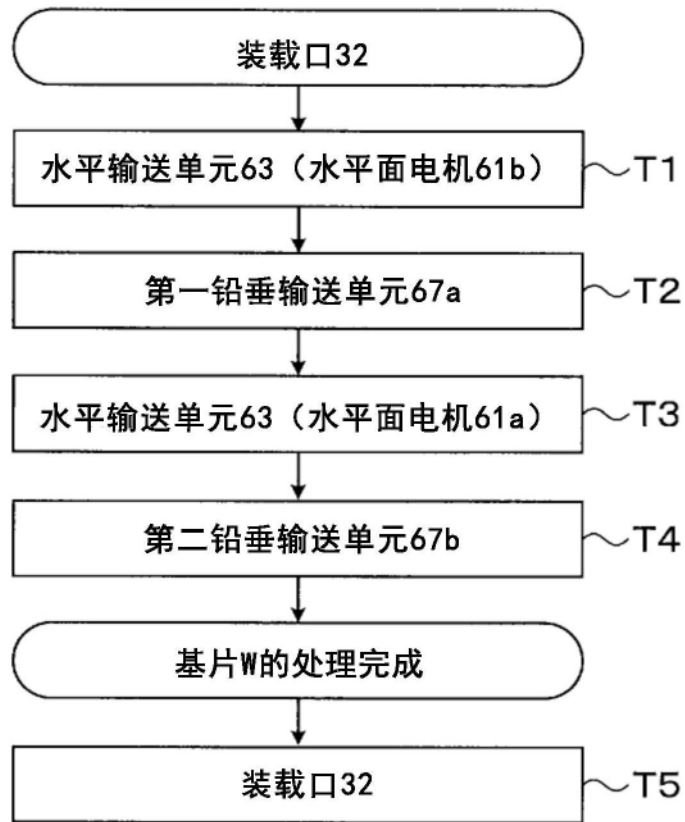 装载口32
水平输送单元63（水平面电机61b）
T1
第一铅垂输送单元67a
T2
水平输送单元63（水平面电机61a）
T3
第二铅垂输送单元67b
T4
基片W的处理完成
装载口32
T5